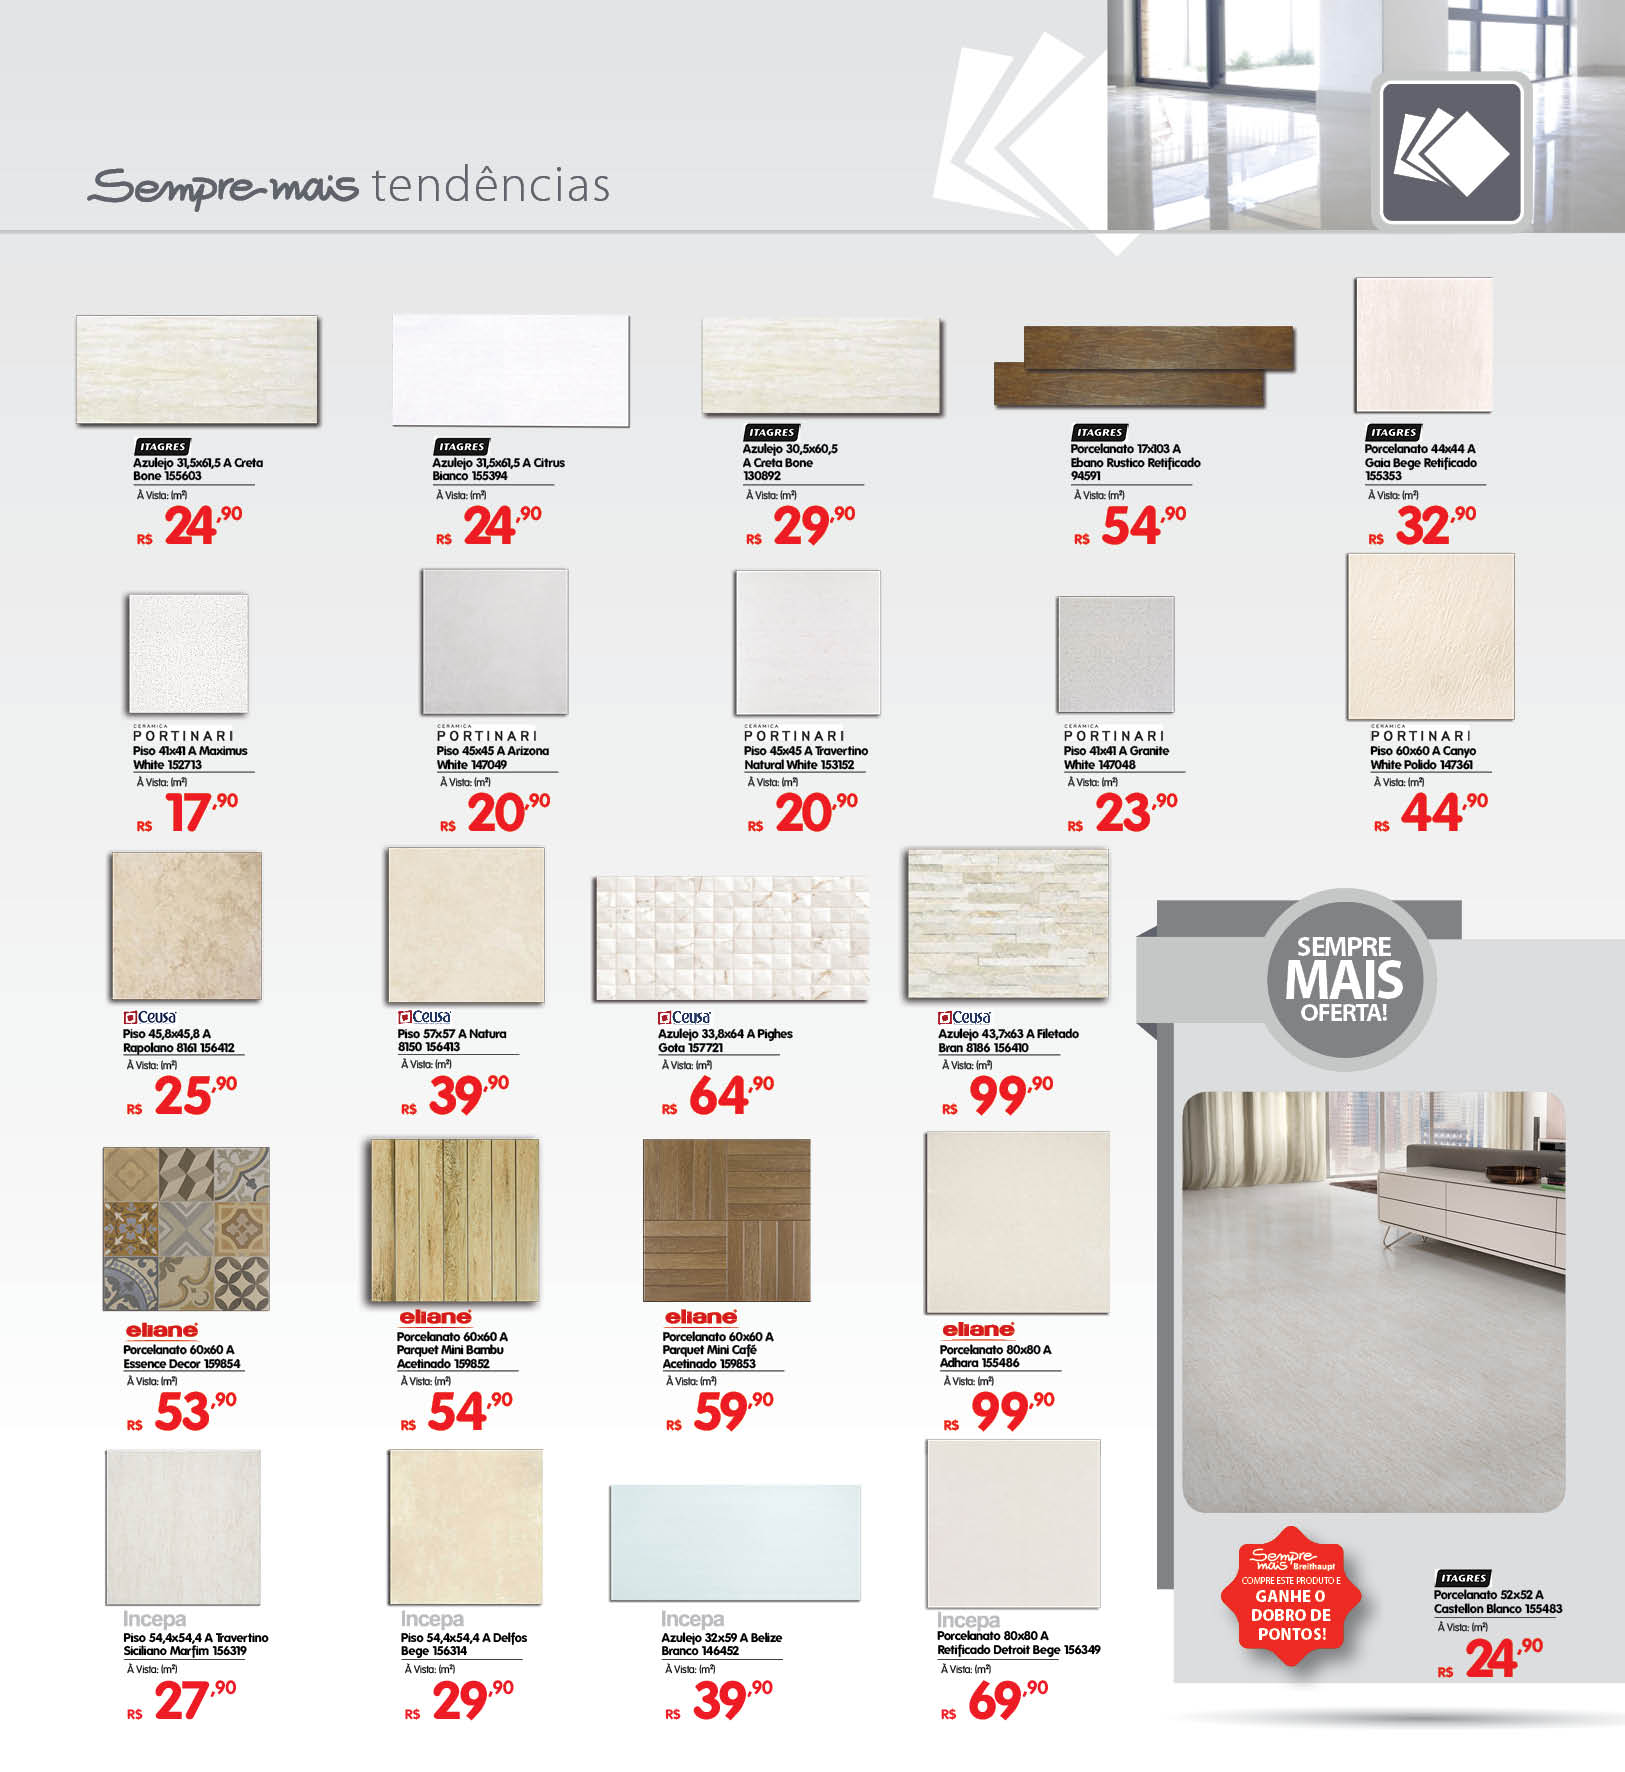 Sempre mais tendências
ITAGRES
Azulejo 31,5x61,5 A Creta
Bone 155603
À Vista: (m²)
R$ 24,90
ITAGRES
Azulejo 31,5x61,5 A Citrus
Bianco 155394
À Vista: (m²)
R$ 24,90
ITAGRES
Azulejo 30,5x60,5
A Creta Bone
130892
À Vista: (m²)
R$ 29,90
ITAGRES
Porcelanato 17x103 A
Ebano Rustico Retificado
94591
À Vista: (m²)
R$ 54,90
ITAGRES
Porcelanato 44x44 A
Gaia Bege Retificado
155353
À Vista: (m²)
R$ 32,90
CERAMICA
PORTINARI
Piso 41x41 A Maximus
White 152713
À Vista: (m²)
R$ 17,90
CERAMICA
PORTINARI
Piso 45x45 A Arizona
White 147049
À Vista: (m²)
R$ 20,90
CERAMICA
PORTINARI
Piso 45x45 A Travertino
Natural White 153152
À Vista: (m²)
R$ 20,90
CERAMICA
PORTINARI
Piso 41x41 A Granite
White 147048
À Vista: (m²)
R$ 23,90
CERAMICA
PORTINARI
Piso 60x60 A Canyo
White Polido 147361
À Vista: (m²)
R$ 44,90
Ceusa
Piso 45,8x45,8 A
Rapolano 8161 156412
À Vista: (m²)
R$ 25,90
Ceusa
Piso 57x57 A Natura
8150 156413
À Vista: (m²)
R$ 39,90
Ceusa
Azulejo 33,8x64 A Pighes
Gota 157721
À Vista: (m²)
R$ 64,90
Ceusa
Azulejo 43,7x63 A Filetado
Bran 8186 156410
À Vista: (m²)
R$ 99,90
eliane
Porcelanato 60x60 A
Essence Decor 159854
À Vista: (m²)
R$ 53,90
eliane
Porcelanato 60x60 A
Parquet Mini Bambu
Acetinado 159852
À Vista: (m²)
R$ 54,90
eliane
Porcelanato 60x60 A
Parquet Mini Café
Acetinado 159853
À Vista: (m²)
R$ 59,90
eliane
Porcelanato 80x80 A
Adhara 155486
À Vista: (m²)
R$ 99,90
Incepa
Piso 54,4x54,4 A Travertino
Siciliano Marfim 156319
À Vista: (m²)
R$ 27,90
Incepa
Piso 54,4x54,4 A Delfos
Bege 156314
À Vista: (m²)
R$ 29,90
Incepa
Azulejo 32x59 A Belize
Branco 146452
À Vista: (m²)
R$ 39,90
Incepa
Porcelanato 80x80 A
Retificado Detroit Bege 156349
À Vista: (m²)
R$ 69,90
SEMPRE
MAIS
OFERTA!
Sempre
mais Breithaupt
COMPRE ESTE PRODUTO E
GANHE O
DOBRO DE
PONTOS!
ITAGRES
Porcelanato 52x52 A
Castellon Blanco 155483
À Vista: (m²)
R$ 24,90